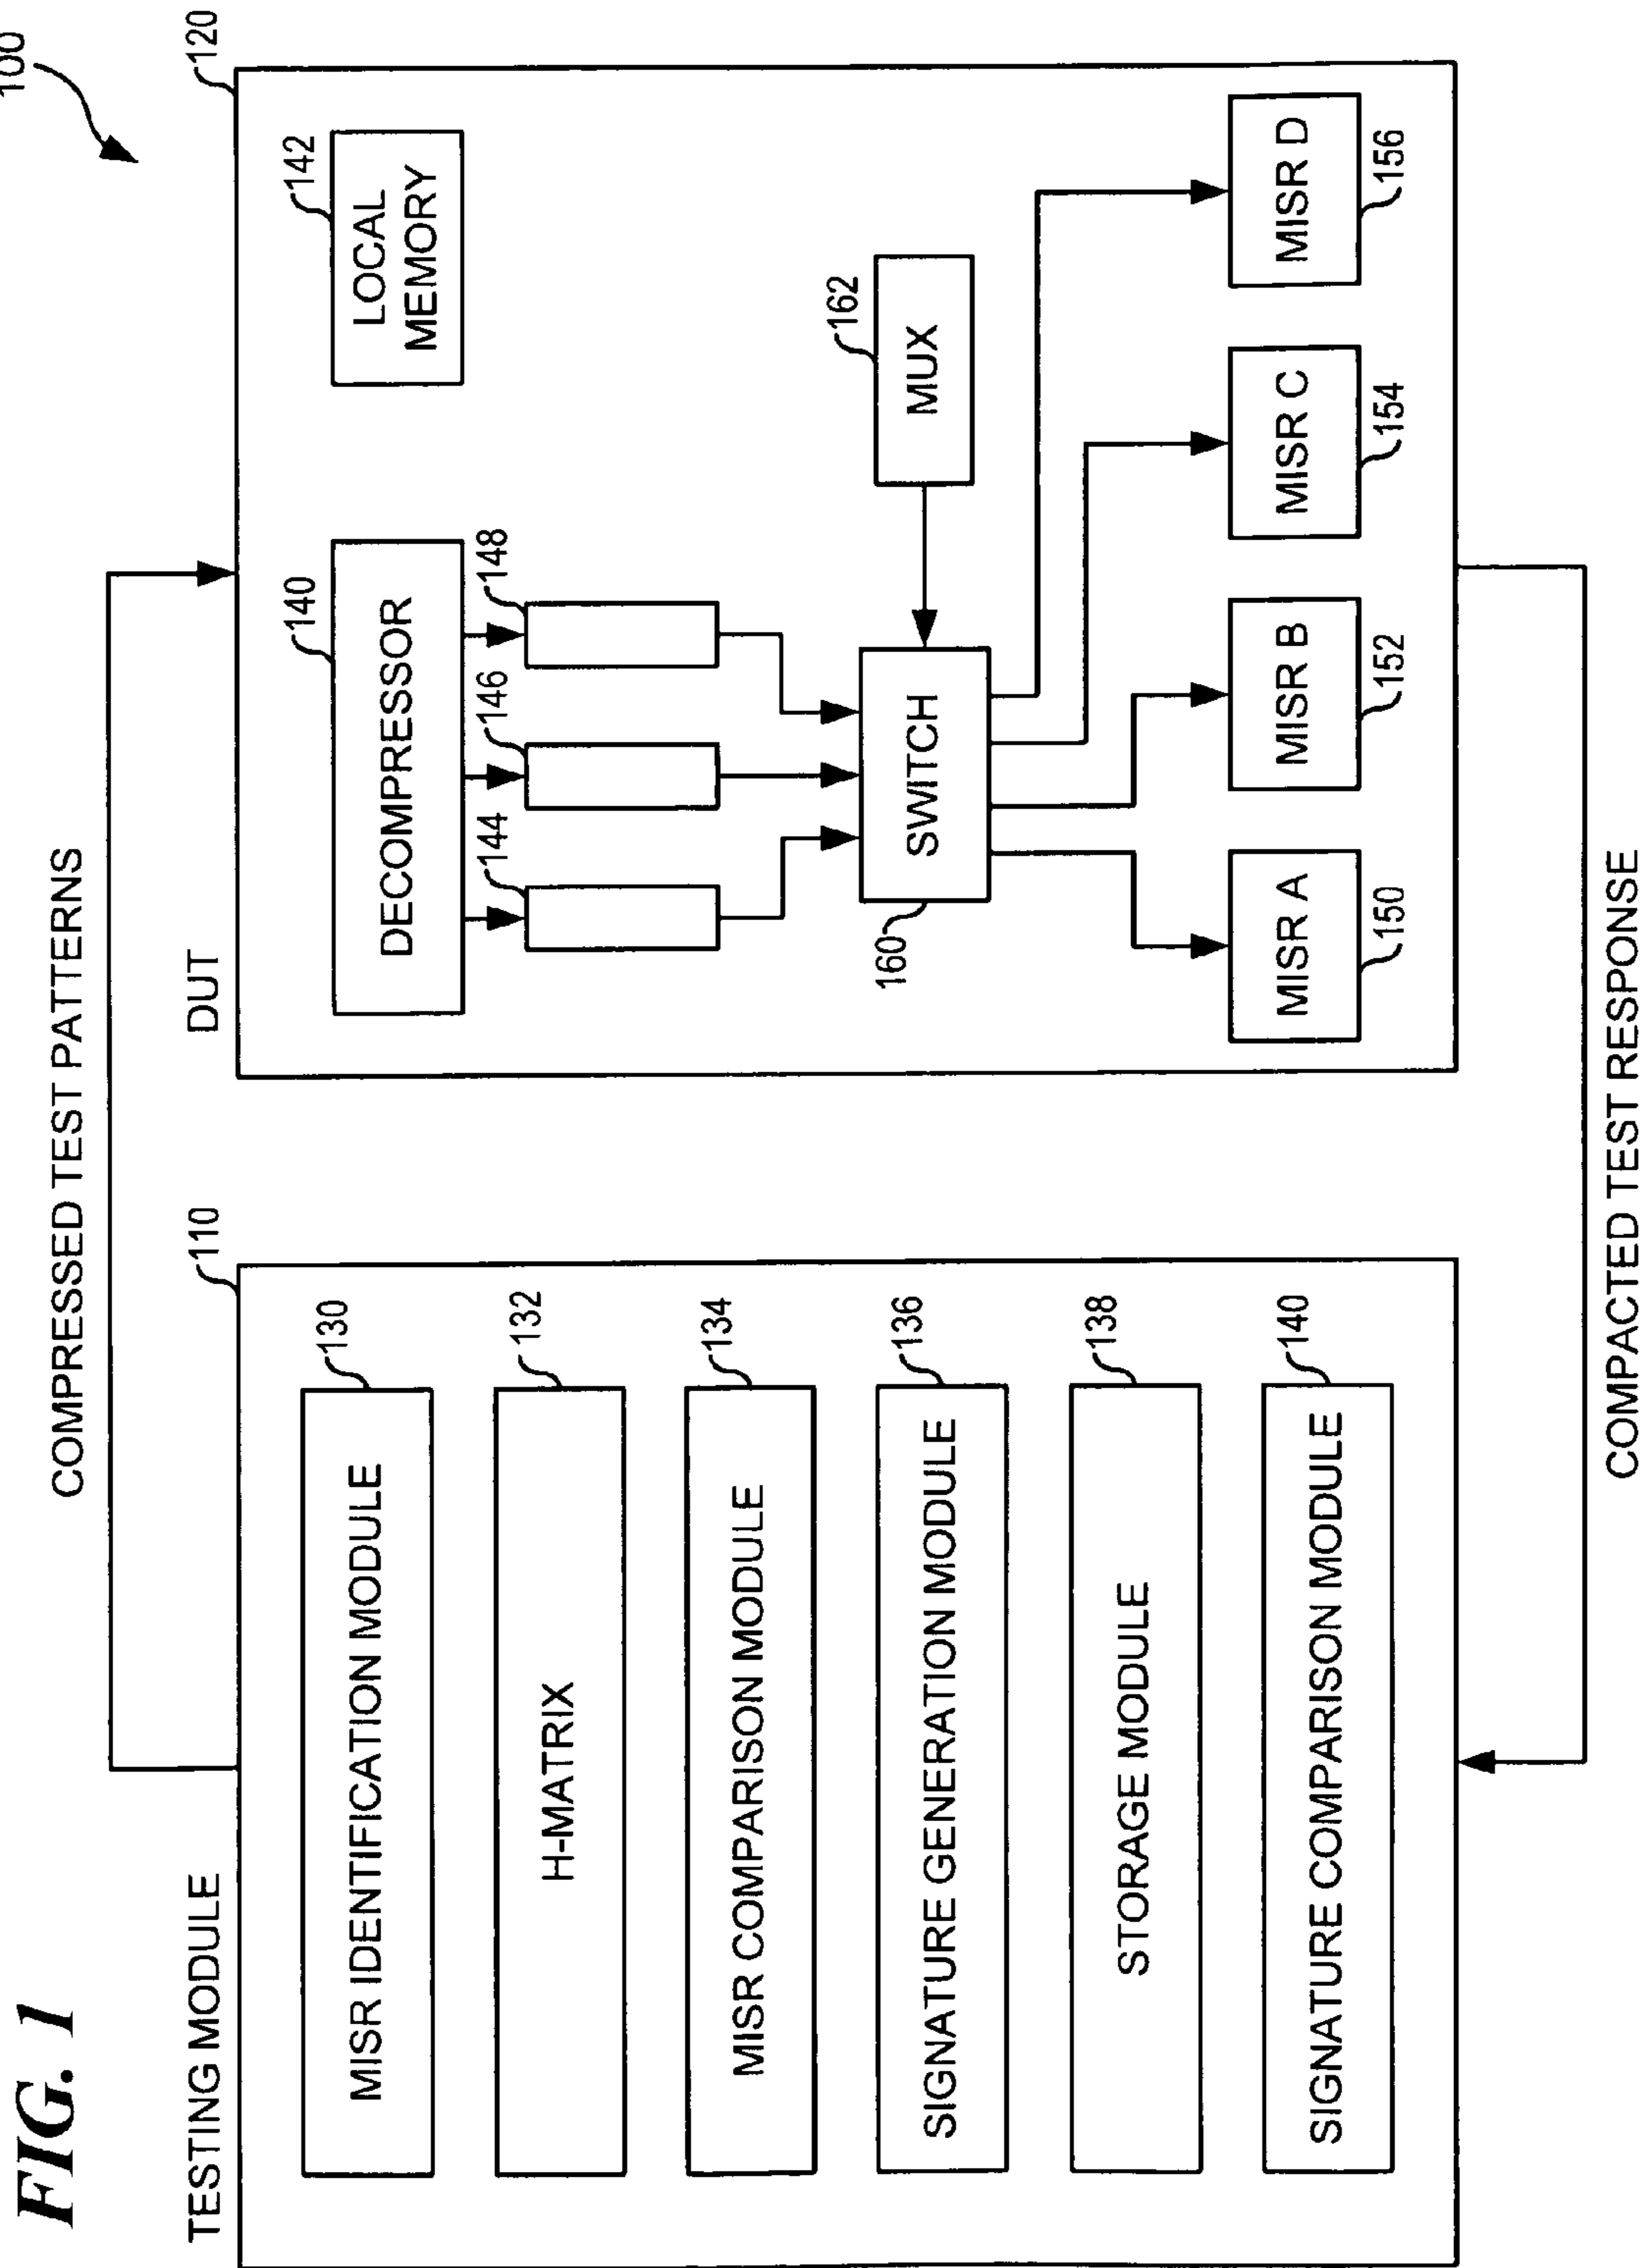 FIG. 1
100
COMPRESSED TEST PATTERNS
TESTING MODULE
110
MISR IDENTIFICATION MODULE
130
H-MATRIX
132
MISR COMPARISON MODULE
134
SIGNATURE GENERATION MODULE
136
STORAGE MODULE
138
SIGNATURE COMPARISON MODULE
140
DUT
120
DECOMPRESSOR
140
LOCAL
MEMORY
142
144
146
148
SWITCH
160
MUX
162
MISR A
150
MISR B
152
MISR C
154
MISR D
156
COMPACTED TEST RESPONSE